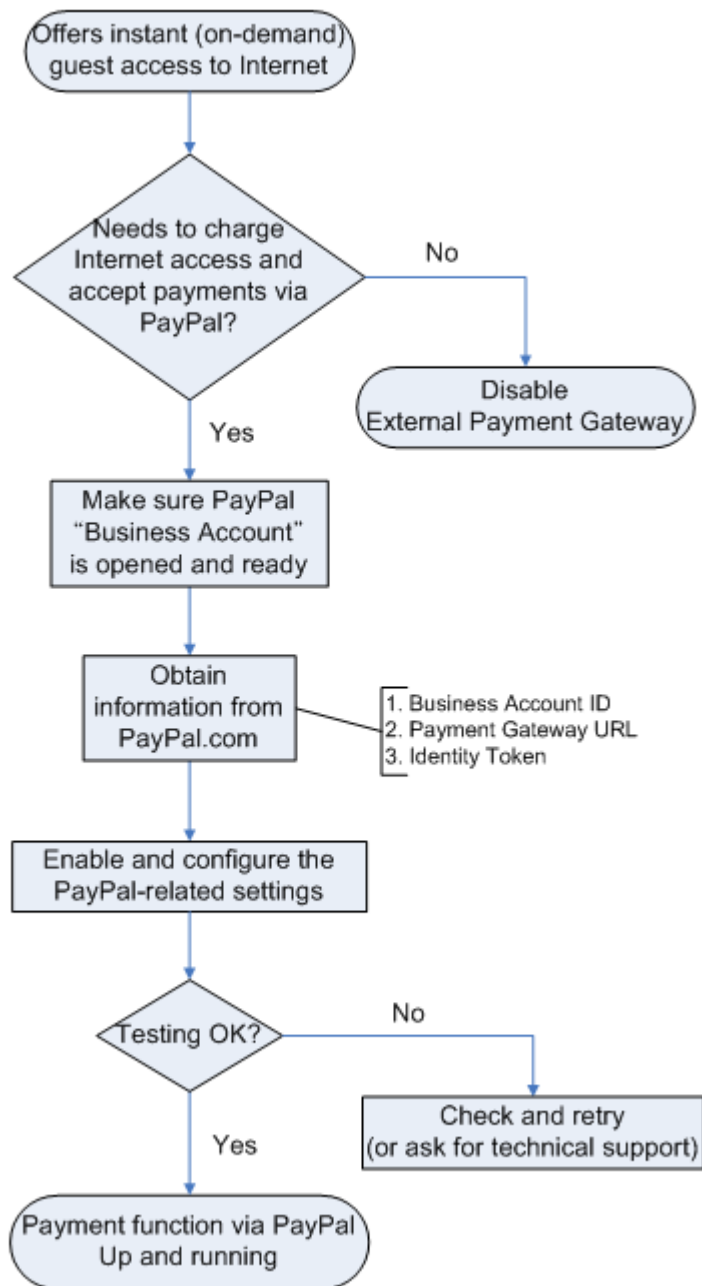 Offers instant (on-demand)
guest access to Internet
Needs to charge
Internet access and
accept payments via
PayPal?
No
Disable
External Payment Gateway
Yes
Make sure PayPal
“Business Account”
is opened and ready
Obtain
information from
PayPal.com
1. Business Account ID
2. Payment Gateway URL
3. Identity Token
Enable and configure the
PayPal-related settings
Testing OK?
No
Check and retry
(or ask for technical support)
Yes
Payment function via PayPal
Up and running